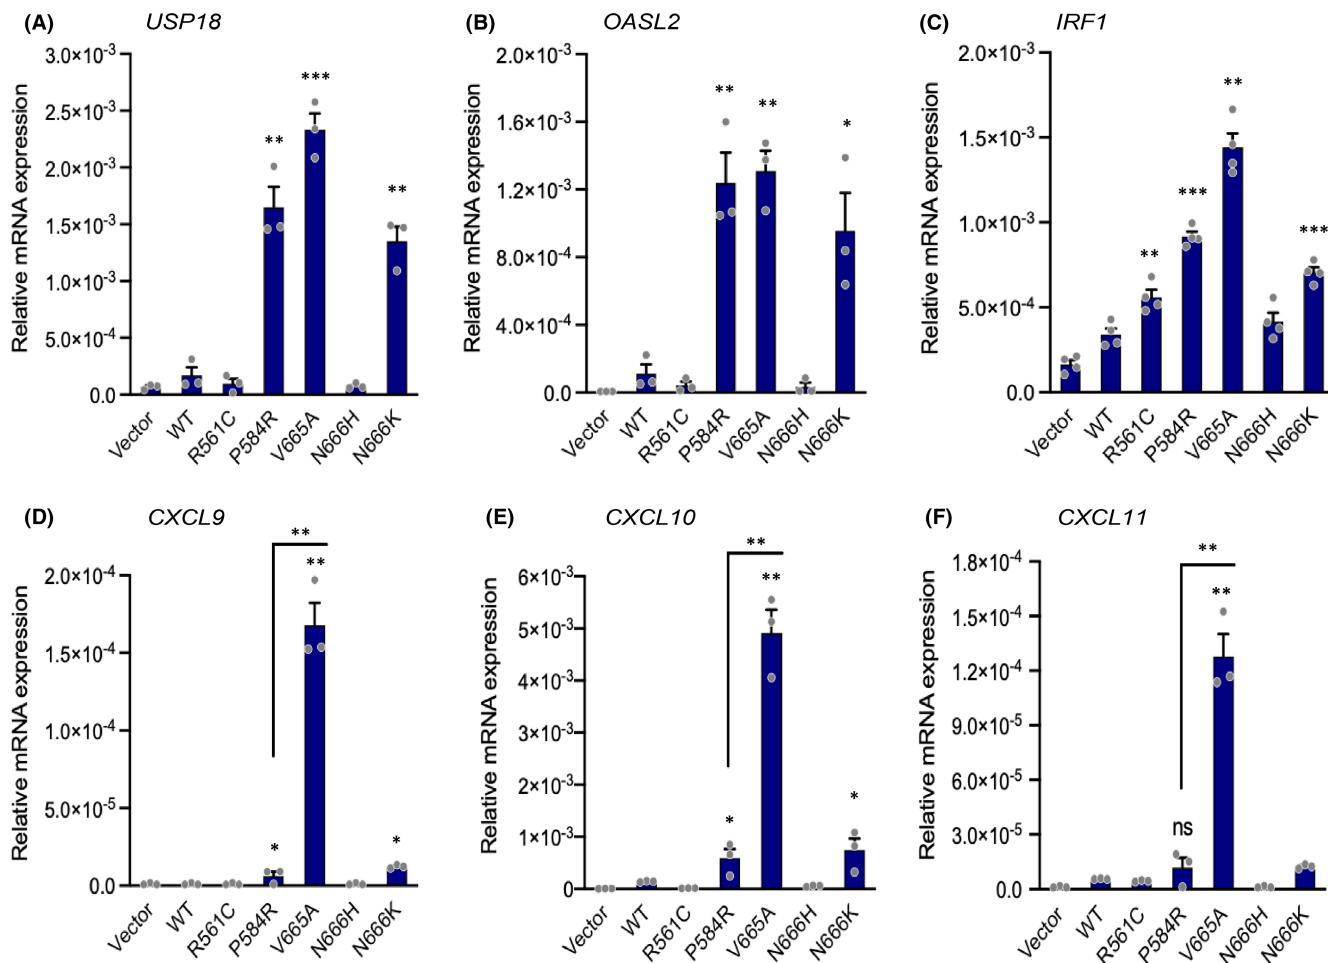 (A) USP18
Relative mRNA expression
3.0×10⁻³
2.5×10⁻³
2.0×10⁻³
1.5×10⁻³
1.0×10⁻³
5.0×10⁻⁴
0.0
**
***
**
Vector WT R561C P584R V665A N666H N666K
(B) OASL2
Relative mRNA expression
2.0×10⁻³
1.6×10⁻³
1.2×10⁻³
8.0×10⁻⁴
4.0×10⁻⁴
0.0
**
**
*
Vector WT R561C P584R V665A N666H N666K
(C) IRF1
Relative mRNA expression
2.0×10⁻³
1.5×10⁻³
1.0×10⁻³
5.0×10⁻⁴
0.0
**
***
**
***
Vector WT R561C P584R V665A N666H N666K
(D) CXCL9
Relative mRNA expression
2.0×10⁻⁴
1.5×10⁻⁴
1.0×10⁻⁴
5.0×10⁻⁵
0.0
**
**
*
*
Vector WT R561C P584R V665A N666H N666K
(E) CXCL10
Relative mRNA expression
6×10⁻³
5×10⁻³
4×10⁻³
2×10⁻³
1×10⁻³
0
**
**
*
*
Vector WT R561C P584R V665A N666H N666K
(F) CXCL11
Relative mRNA expression
1.8×10⁻⁴
1.5×10⁻⁴
1.2×10⁻⁴
9.0×10⁻⁵
6.0×10⁻⁵
3.0×10⁻⁵
0.0
**
**
ns
Vector WT R561C P584R V665A N666H N666K